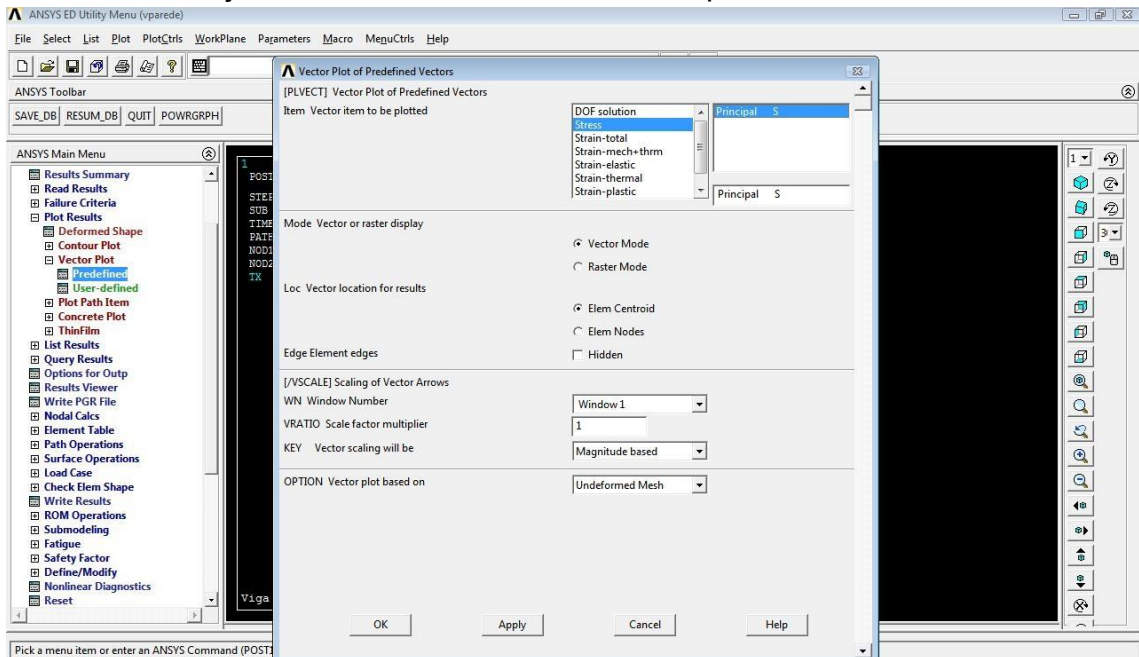 ANSYS ED Utility Menu (vparede)
File Select List Plot PlotCtrls WorkPlane Parameters Macro MenuCtrls Help
ANSYS Toolbar
SAVE_DB RESUM_DB QUIT POWRGRPH
ANSYS Main Menu
Results Summary
Read Results
Failure Criteria
Plot Results
Deformed Shape
Contour Plot
Vector Plot
Predefined
User-defined
Plot Path Item
Concrete Plot
ThinFilm
List Results
Query Results
Options for Outp
Results Viewer
Write PGR File
Nodal Calcs
Element Table
Path Operations
Surface Operations
Load Case
Check Elem Shape
Write Results
ROM Operations
Submodeling
Fatigue
Safety Factor
Define/Modify
Nonlinear Diagnostics
Reset
1
POST
STEP
SUB
TIME
PATH
NOD1
NOD2
TX
Viga
Vector Plot of Predefined Vectors
[PLVECT] Vector Plot of Predefined Vectors
Item Vector item to be plotted
DOF solution
Stress
Strain-total
Strain-mech+thrm
Strain-elastic
Strain-thermal
Strain-plastic
Principal S
Principal S
Mode Vector or raster display
Vector Mode
Raster Mode
Loc Vector location for results
Elem Centroid
Elem Nodes
Edge Element edges
Hidden
[/VSCALE] Scaling of Vector Arrows
WN Window Number
Window 1
VRATIO Scale factor multiplier
1
KEY Vector scaling will be
Magnitude based
OPTION Vector plot based on
Undeformed Mesh
OK Apply Cancel Help
1
Pick a menu item or enter an ANSYS Command (POST1